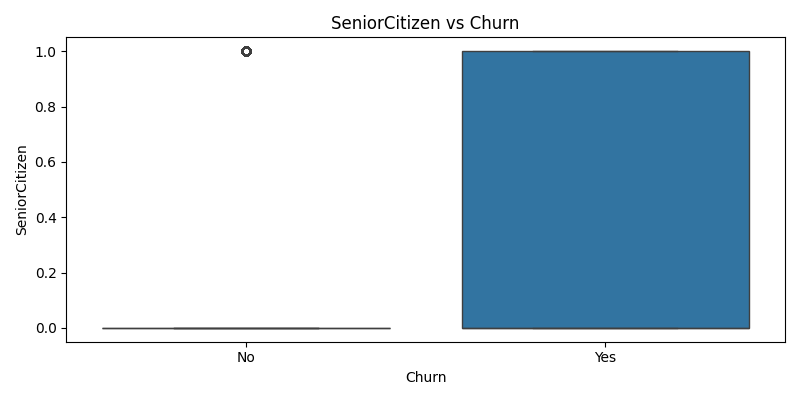 SeniorCitizen vs Churn
1.0
0.8
0.6
0.4
0.2
0.0
SeniorCitizen
No
Yes
Churn